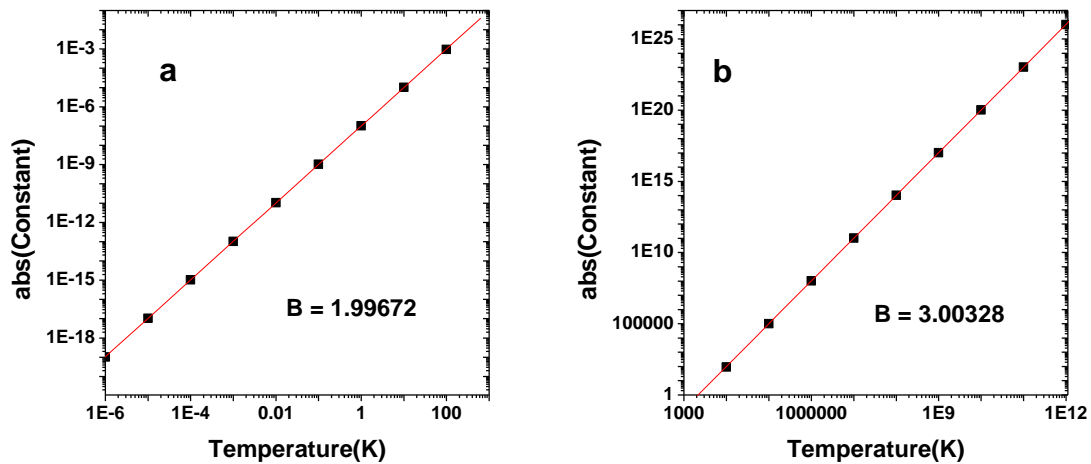 a
abs(Constant)
1E-3
1E-6
1E-9
1E-12
1E-15
1E-18
B = 1.99672
1E-6
1E-4
0.01
1
100
Temperature(K)
b
abs(Constant)
1E25
1E20
1E15
1E10
100000
1
B = 3.00328
1000
1000000
1E9
1E12
Temperature(K)